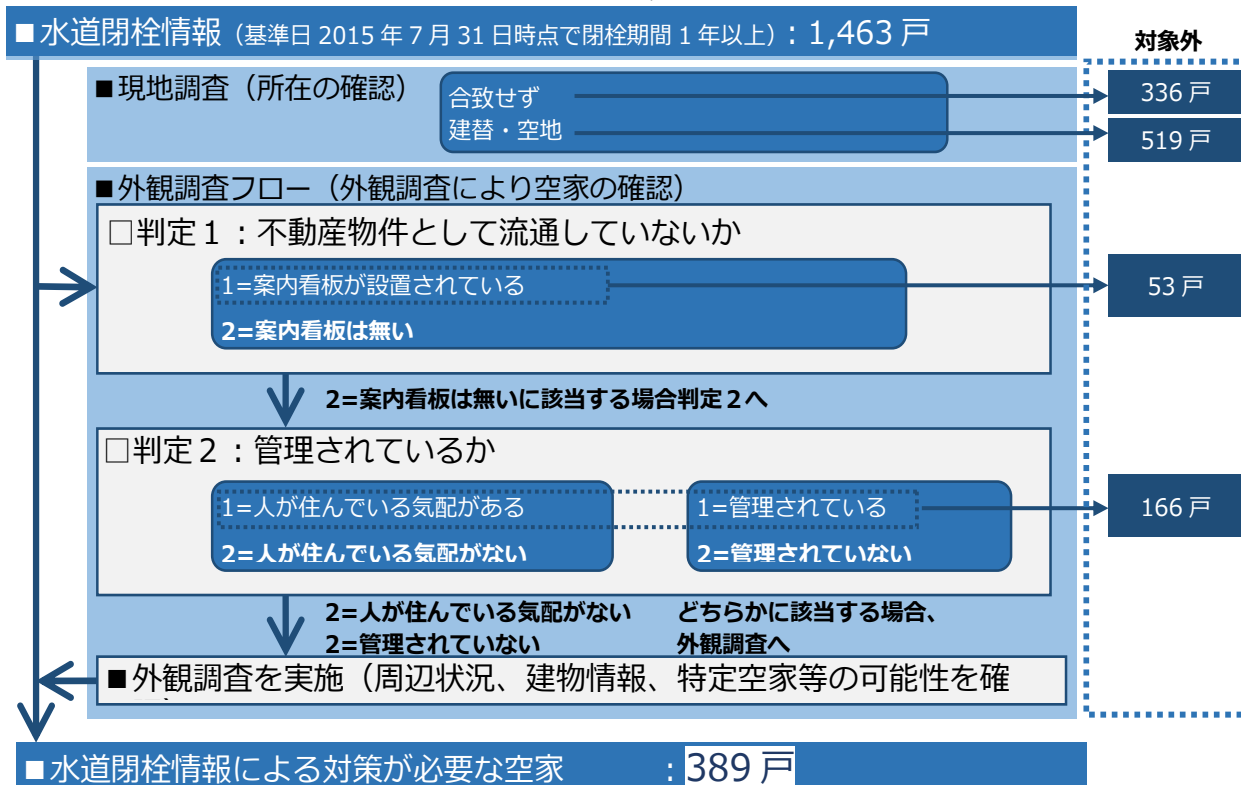 ■水道閉栓情報（基準日 2015 年 7 月 31 日時点で閉栓期間 1 年以上）: 1,463 戸
対象外
■現地調査（所在の確認）
合致せず
336 戸
建替・空地
519 戸
■外観調査フロー（外観調査により空家の確認）
□判定１：不動産物件として流通していないか
1=案内看板が設置されている
53 戸
2=案内看板は無い
2=案内看板は無いに該当する場合判定２へ
□判定２：管理されているか
1=人が住んでいる気配がある
1=管理されている
166 戸
2=人が住んでいる気配がない
2=管理されていない
2=人が住んでいる気配がない どちらかに該当する場合、
2=管理されていない 外観調査へ
■外観調査を実施（周辺状況、建物情報、特定空家等の可能性を確
■水道閉栓情報による対策が必要な空家 : 389 戸